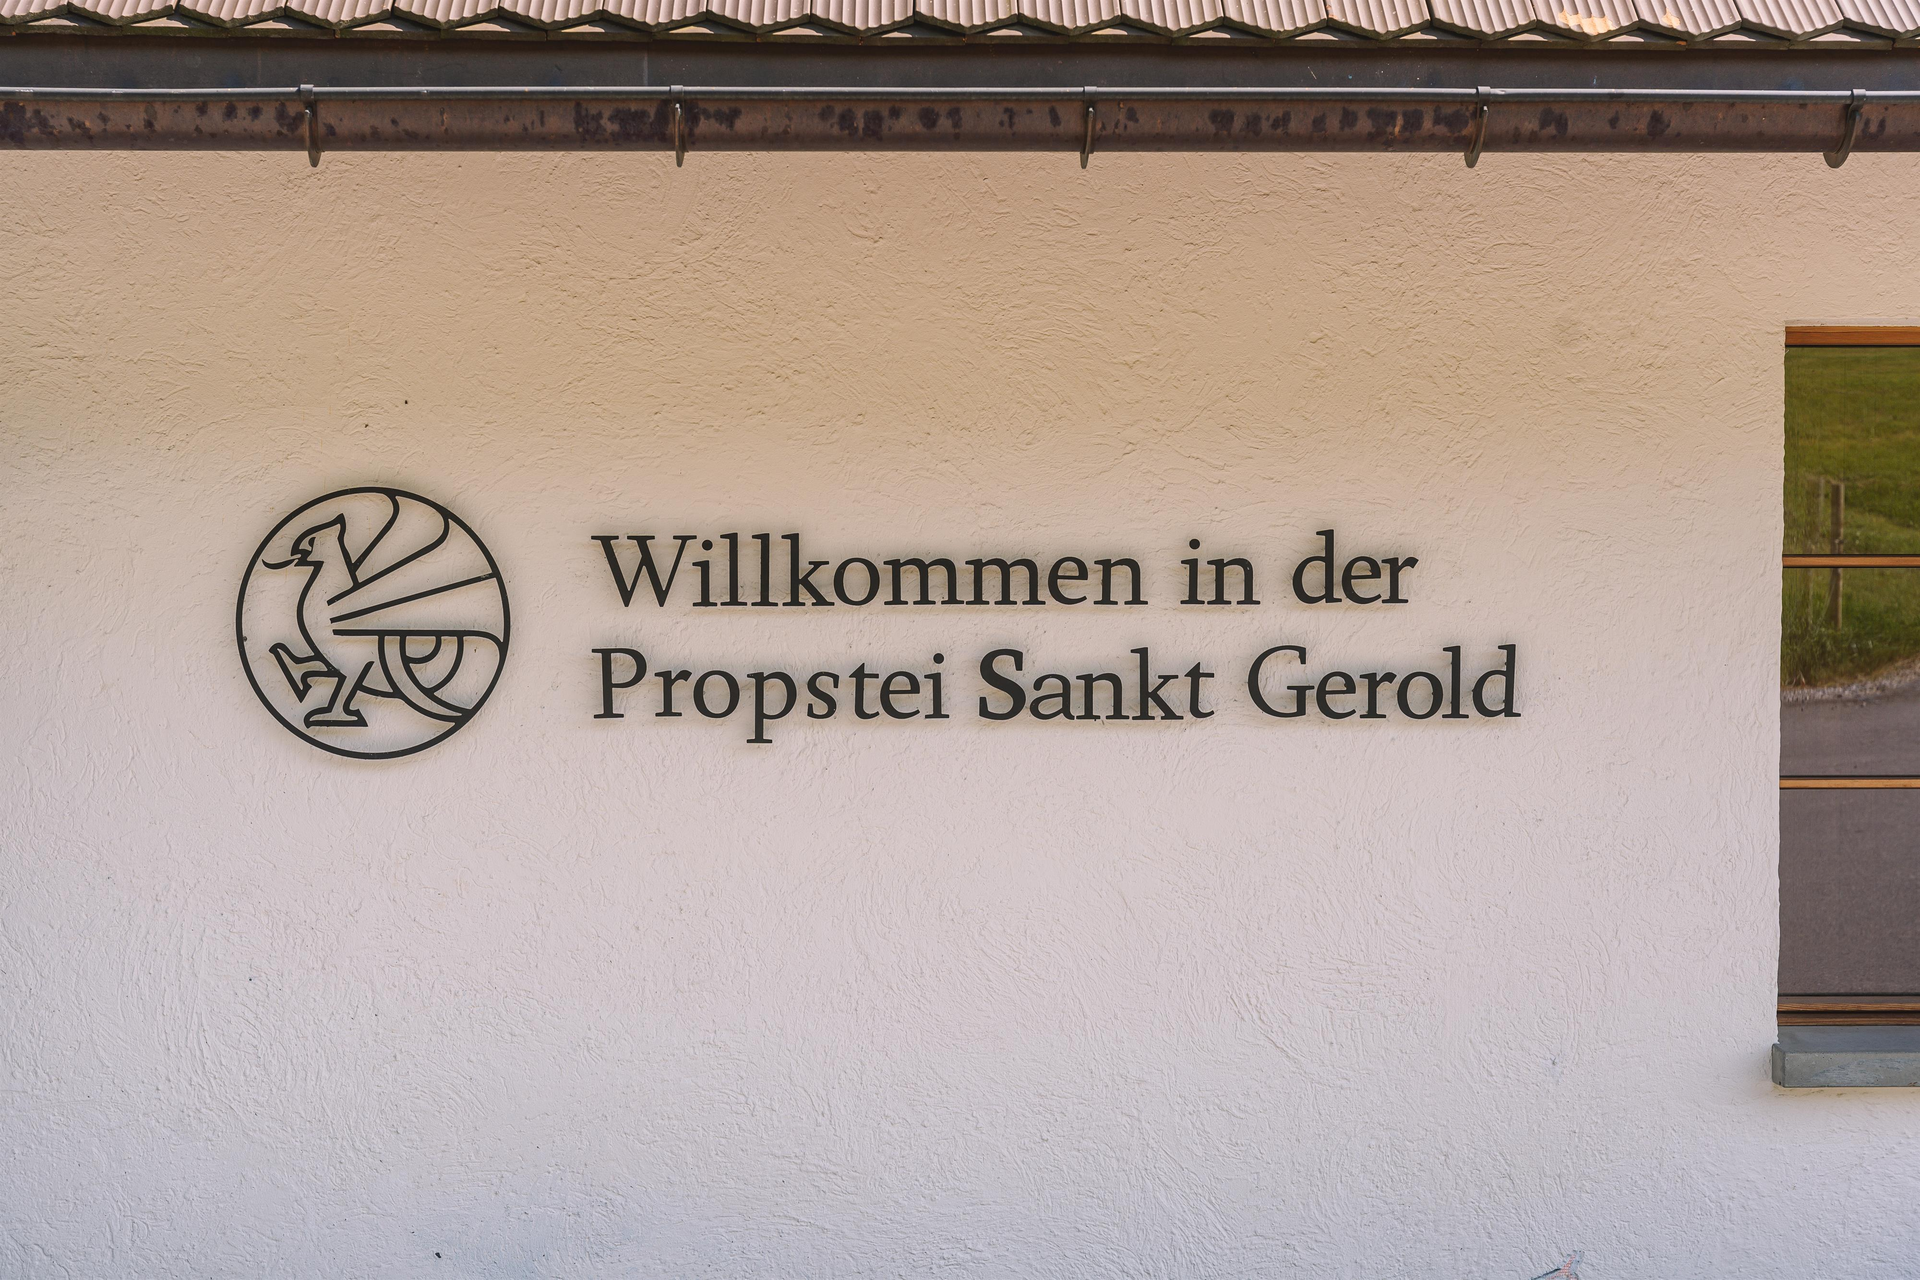 Willkommen in der
Propstei Sankt Gerold